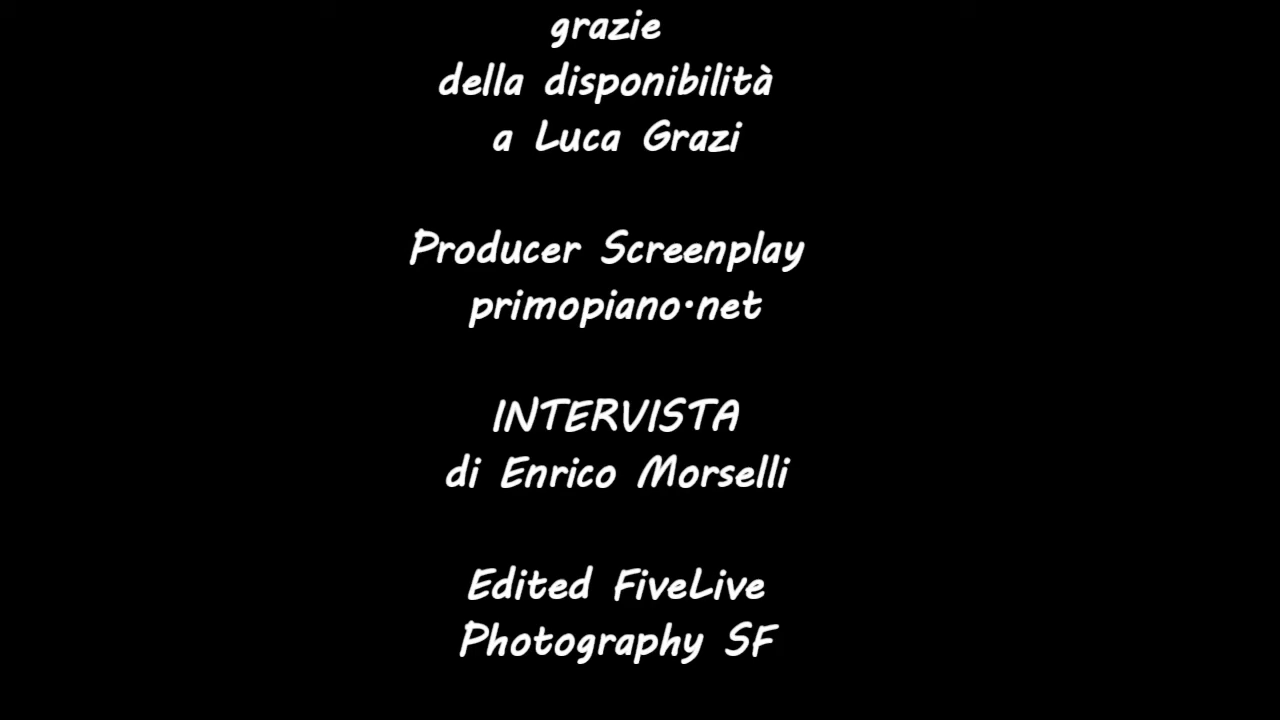 grazie
della disponibilità
a Luca Grazi
Producer Screenplay
primopiano.net
INTERVISTA
di Enrico Morselli
Edited FiveLive
Photography SF